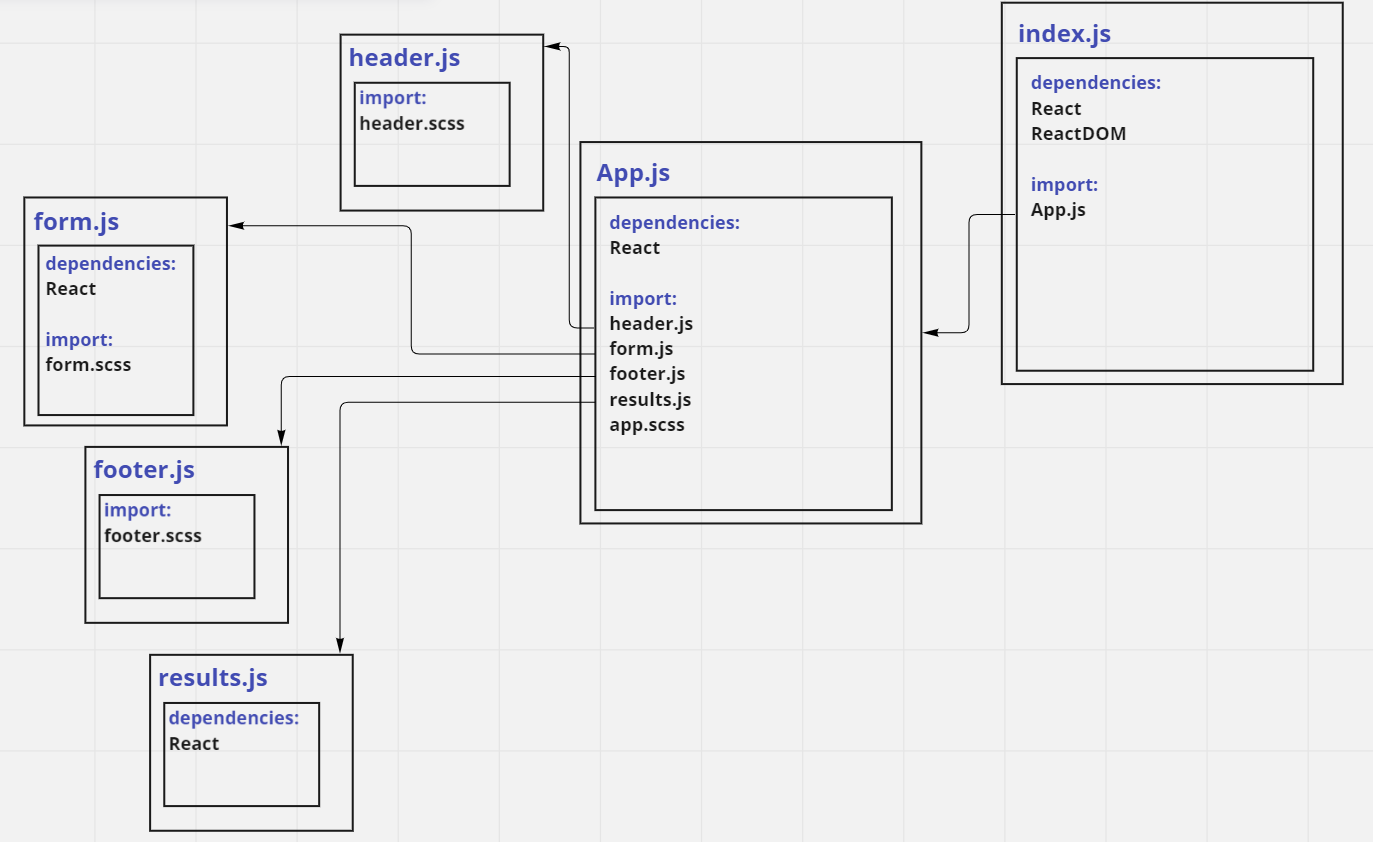 index.js
dependencies:
React
ReactDOM
import:
App.js
App.js
dependencies:
React
import:
header.js
form.js
footer.js
results.js
app.scss
header.js
import:
header.scss
form.js
dependencies:
React
import:
form.scss
footer.js
import:
footer.scss
results.js
dependencies:
React